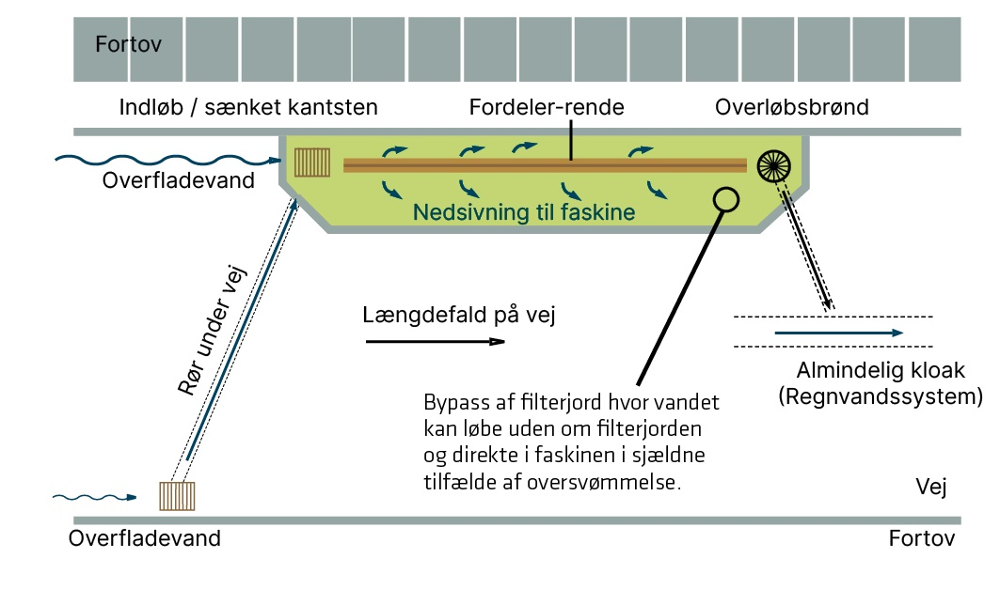 Fortov
Indløb / sænket kantsten
Fordeler-rende
Overløbsbrønd
Overfladevand
Nedsivning til faskine
Rør under vej
Længdefald på vej
Almindelig kloak
(Regnvandssystem)
Bypass af filterjord hvor vandet
kan løbe uden om filterjorden
og direkte i faskinen i sjældne
tilfælde af oversvømmelse.
Vej
Overfladevand
Fortov